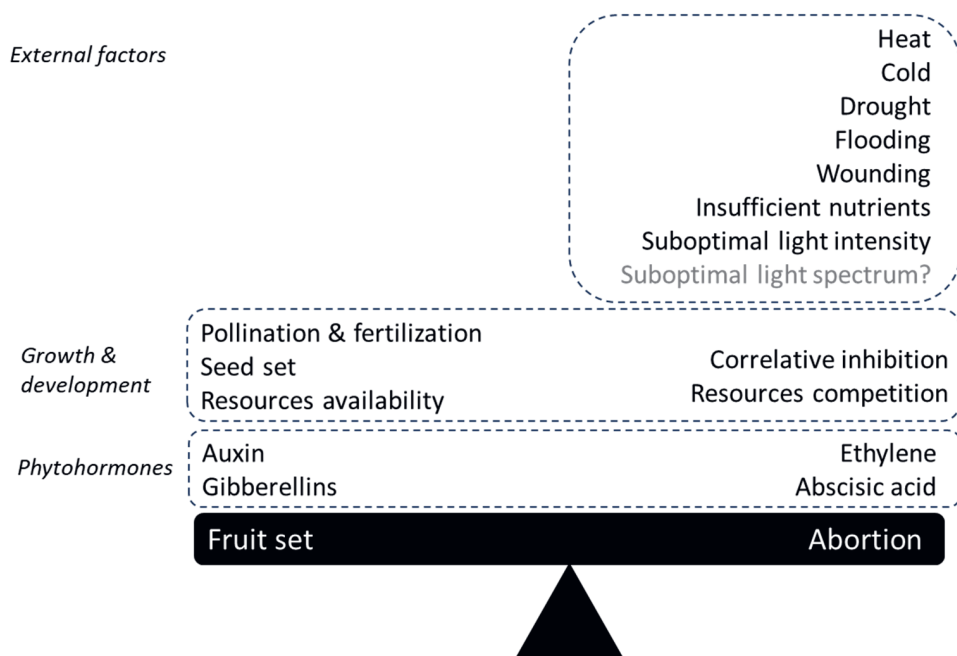 External factors
Heat
Cold
Drought
Flooding
Wounding
Insufficient nutrients
Suboptimal light intensity
Suboptimal light spectrum?
Growth &
development
Pollination & fertilization
Seed set
Resources availability
Correlative inhibition
Resources competition
Phytohormones
Auxin
Gibberellins
Ethylene
Abscisic acid
Fruit set
Abortion